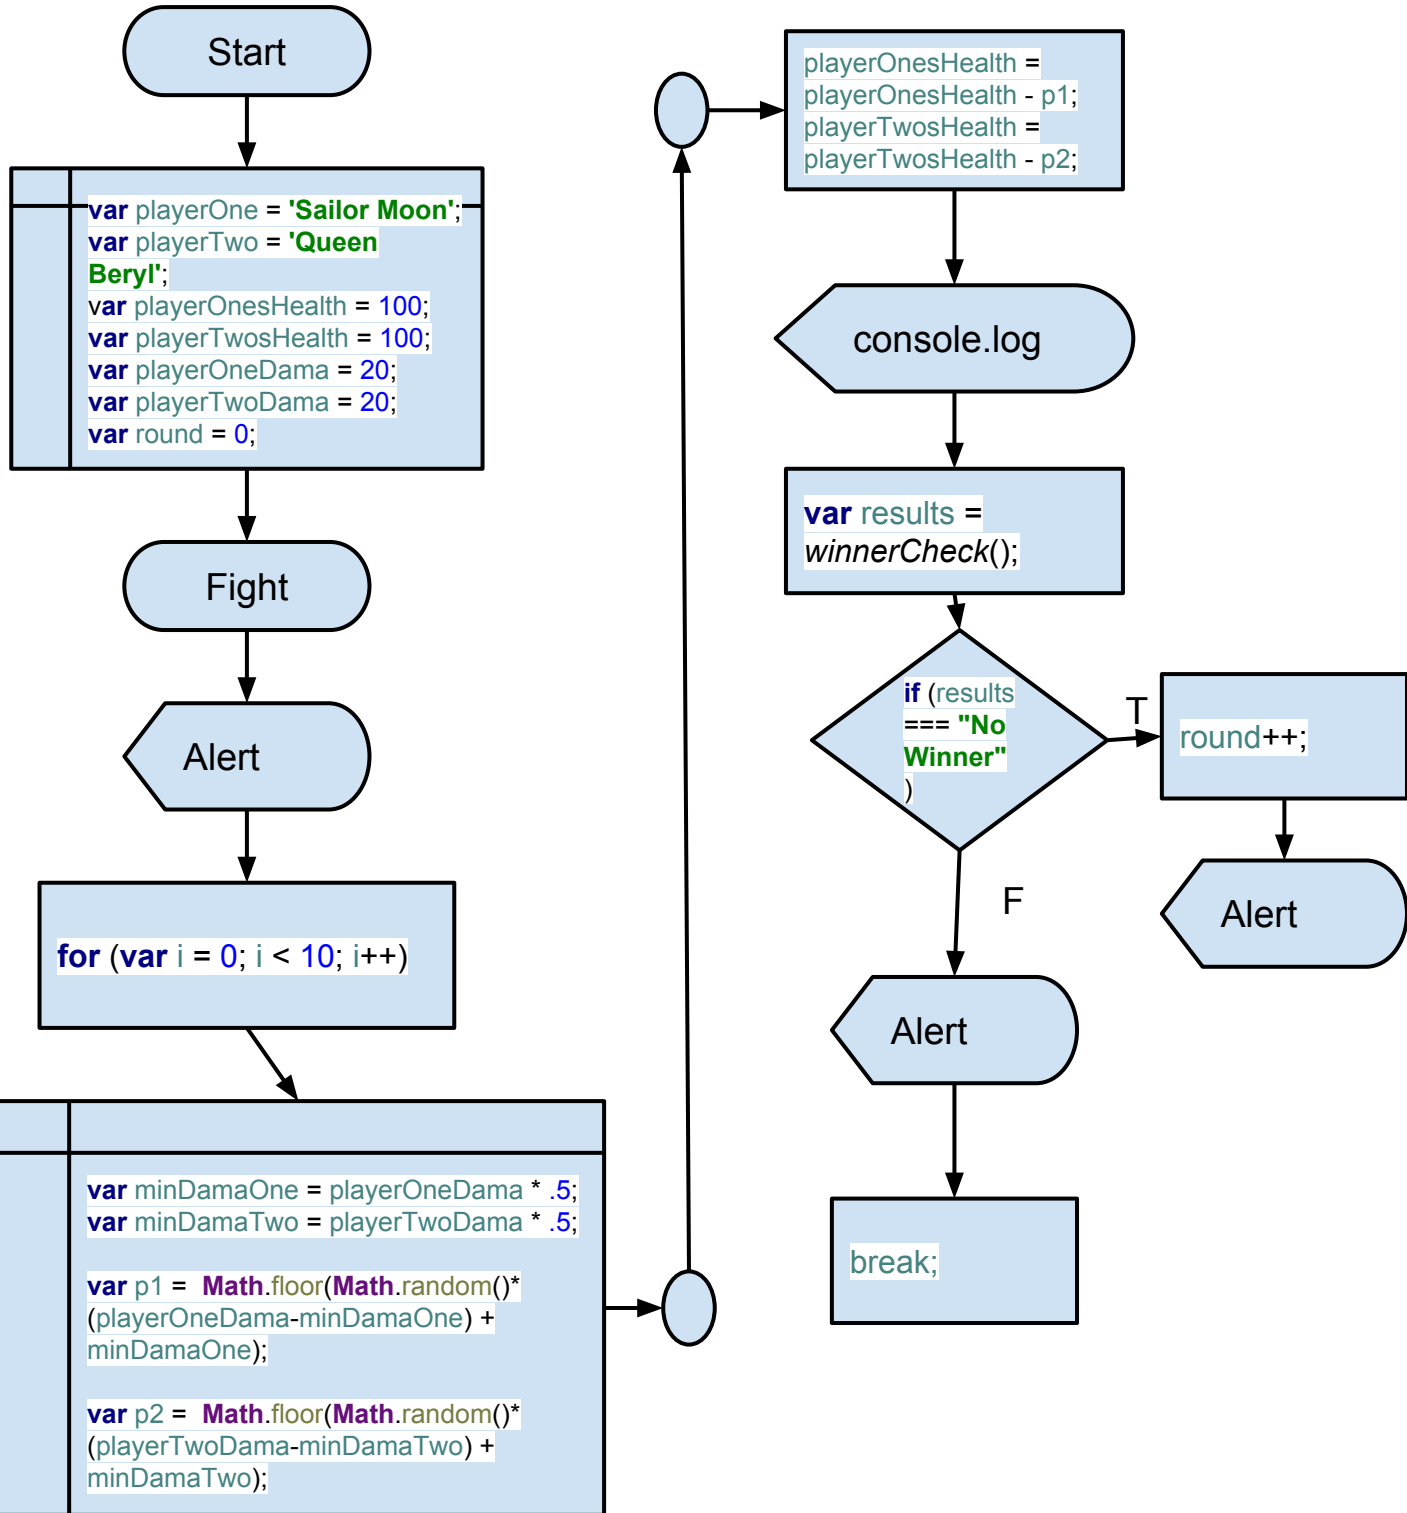 Start
var playerOne = 'Sailor Moon';
var playerTwo = 'Queen
Beryl';
var playerOnesHealth = 100;
var playerTwosHealth = 100;
var playerOneDama = 20;
var playerTwoDama = 20;
var round = 0;
Fight
Alert
for (var i = 0; i < 10; i++)
var minDamaOne = playerOneDama * .5;
var minDamaTwo = playerTwoDama * .5;
var p1 = Math.floor(Math.random()*
(playerOneDama-minDamaOne) +
minDamaOne);
var p2 = Math.floor(Math.random()*
(playerTwoDama-minDamaTwo) +
minDamaTwo);
playerOnesHealth =
playerOnesHealth - p1;
playerTwosHealth =
playerTwosHealth - p2;
console.log
var results =
winnerCheck();
if (results
=== "No
Winner"
)
T
round++;
Alert
F
Alert
break;